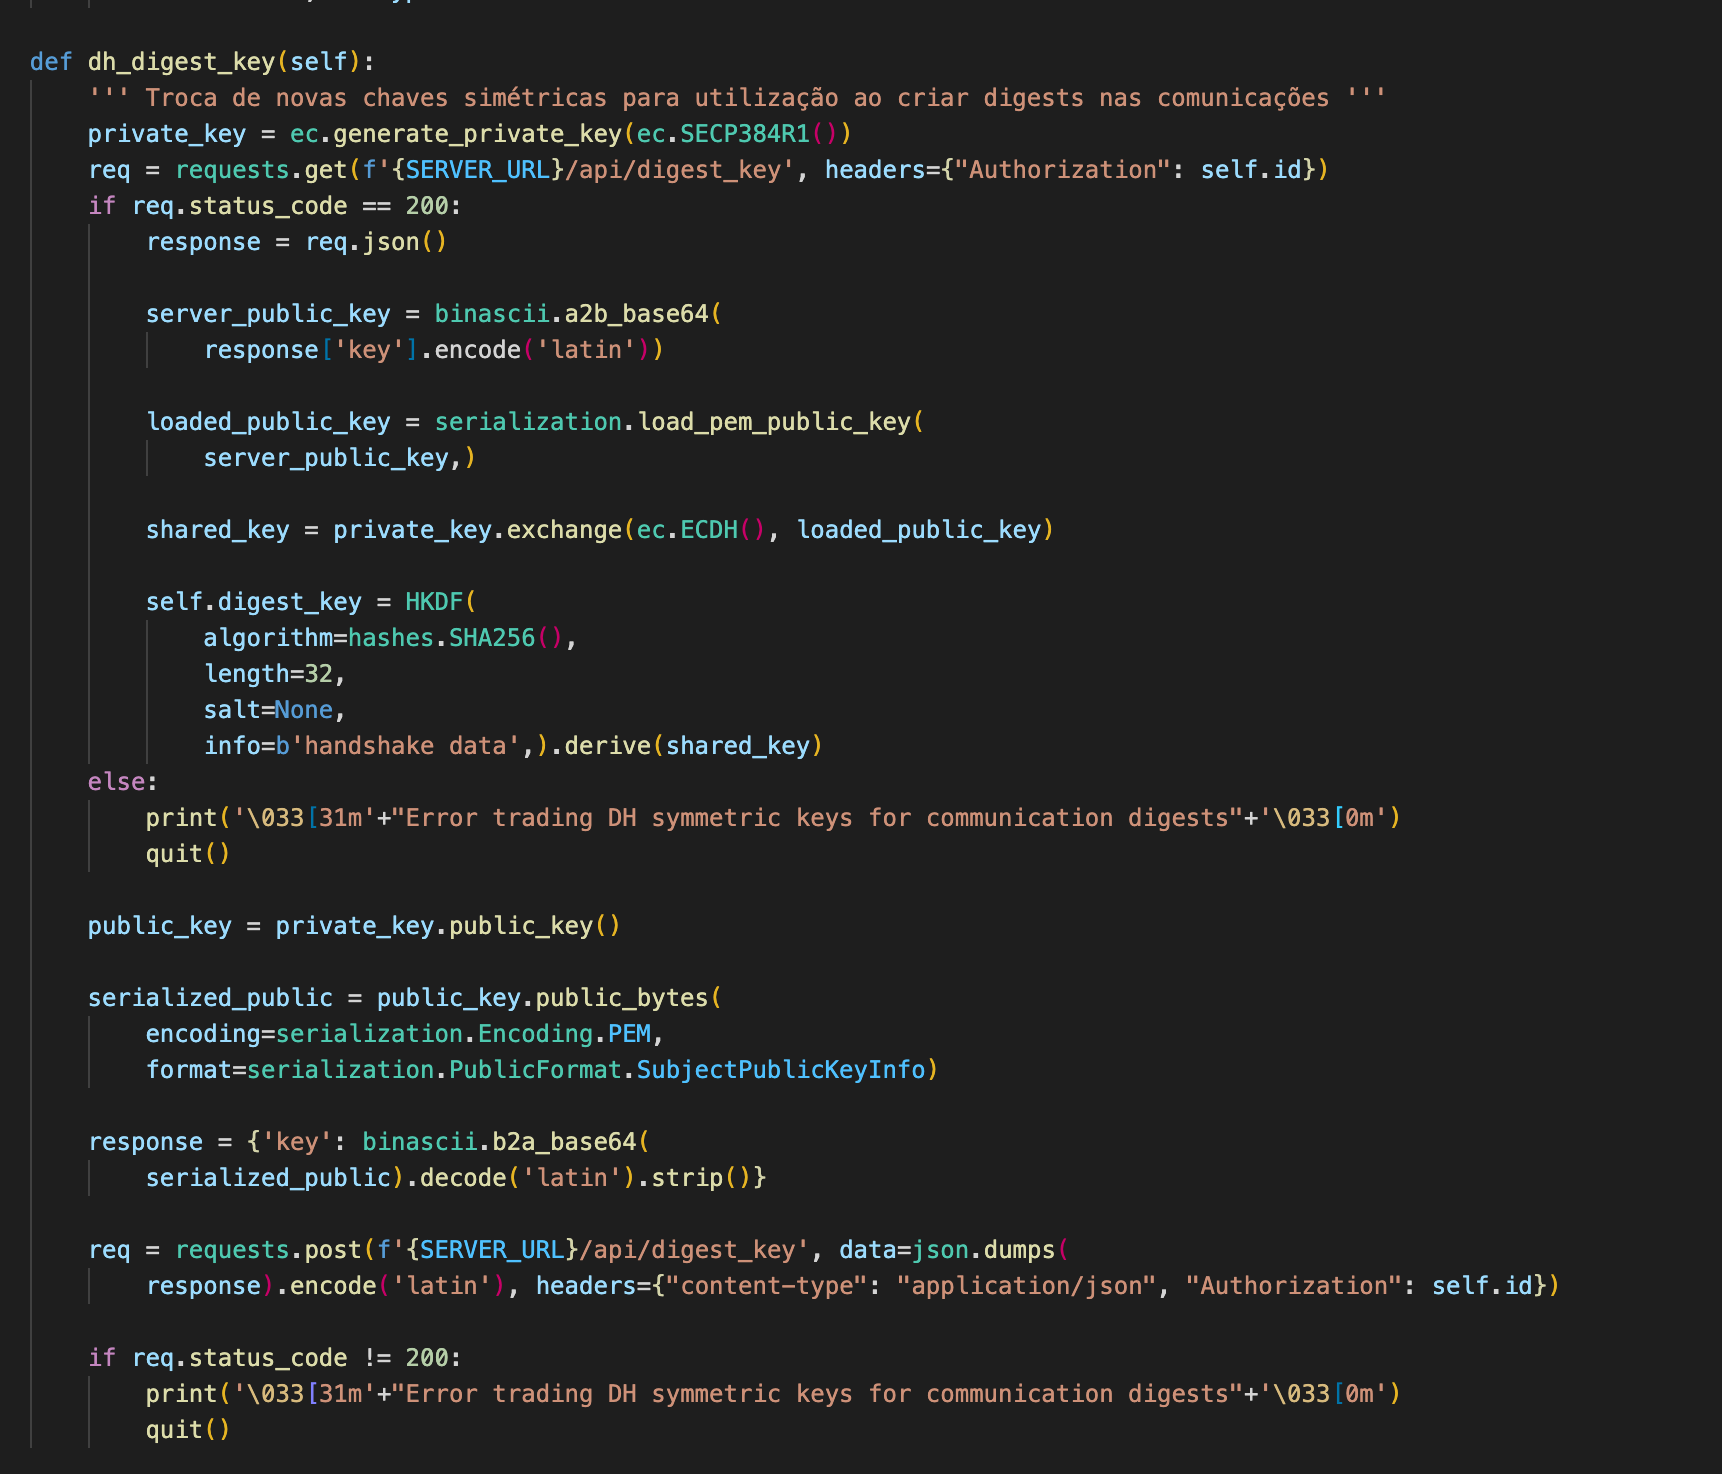 def dh_digest_key(self):
    ''' Troca de novas chaves simétricas para utilização ao criar digests nas comunicações '''
    private_key = ec.generate_private_key(ec.SECP384R1())
    req = requests.get(f'{SERVER_URL}/api/digest_key', headers={"Authorization": self.id})
    if req.status_code == 200:
        response = req.json()

        server_public_key = binascii.a2b_base64(
            response['key'].encode('latin'))

        loaded_public_key = serialization.load_pem_public_key(
            server_public_key,)

        shared_key = private_key.exchange(ec.ECDH(), loaded_public_key)

        self.digest_key = HKDF(
            algorithm=hashes.SHA256(),
            length=32,
            salt=None,
            info=b'handshake data',).derive(shared_key)
    else:
        print('\033[31m'+"Error trading DH symmetric keys for communication digests"+'\033[0m')
        quit()

    public_key = private_key.public_key()

    serialized_public = public_key.public_bytes(
        encoding=serialization.Encoding.PEM,
        format=serialization.PublicFormat.SubjectPublicKeyInfo)

    response = {'key': binascii.b2a_base64(
        serialized_public).decode('latin').strip()}

    req = requests.post(f'{SERVER_URL}/api/digest_key', data=json.dumps(
        response).encode('latin'), headers={"content-type": "application/json", "Authorization": self.id})

    if req.status_code != 200:
        print('\033[31m'+"Error trading DH symmetric keys for communication digests"+'\033[0m')
        quit()